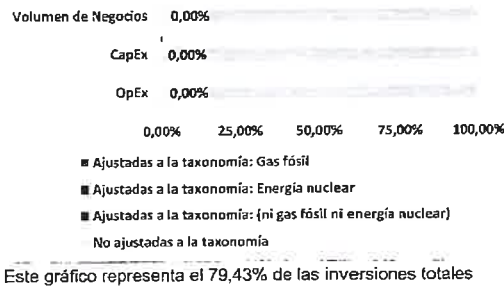 Volumen de Negocios 0,00%
CapEx 0,00%
OpEx 0,00%
0,00% 25,00% 50,00% 75,00% 100,00%
Ajustadas a la taxonomía: Gas fósil
Ajustadas a la taxonomía: Energía nuclear
Ajustadas a la taxonomía: (ni gas fósil ni energía nuclear)
No ajustadas a la taxonomía
Este gráfico representa el 79,43% de las inversiones totales